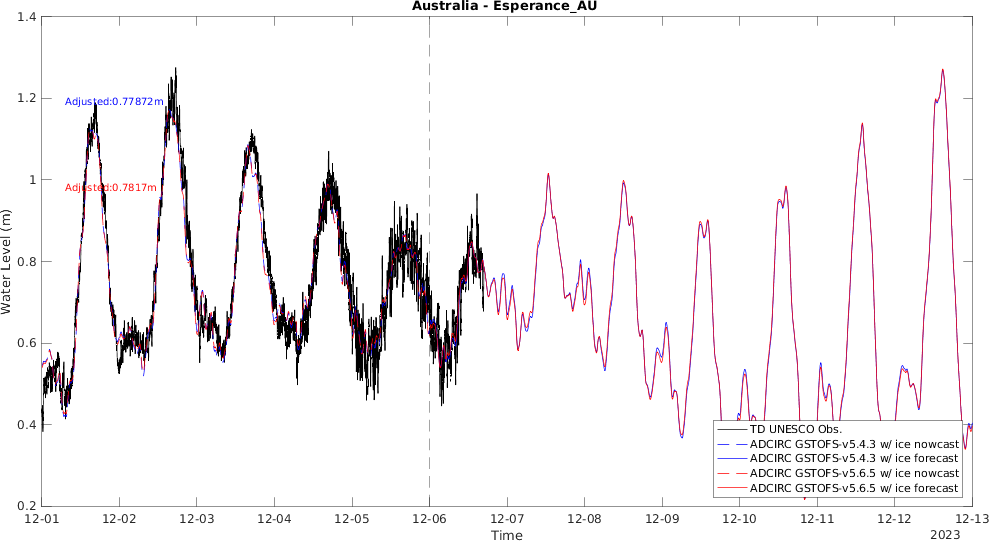 Australia - Esperance_AU
1.4
1.2
1
0.8
0.6
0.4
0.2
Water Level (m)
Adjusted:0.77872m
Adjusted:0.7817m
TD UNESCO Obs.
ADCIRC GSTOFS-v5.4.3 w/ ice nowcast
ADCIRC GSTOFS-v5.4.3 w/ ice forecast
ADCIRC GSTOFS-v5.6.5 w/ ice nowcast
ADCIRC GSTOFS-v5.6.5 w/ ice forecast
12-01 12-02 12-03 12-04 12-05 12-06 12-07 12-08 12-09 12-10 12-11 12-12 12-13
Time
2023